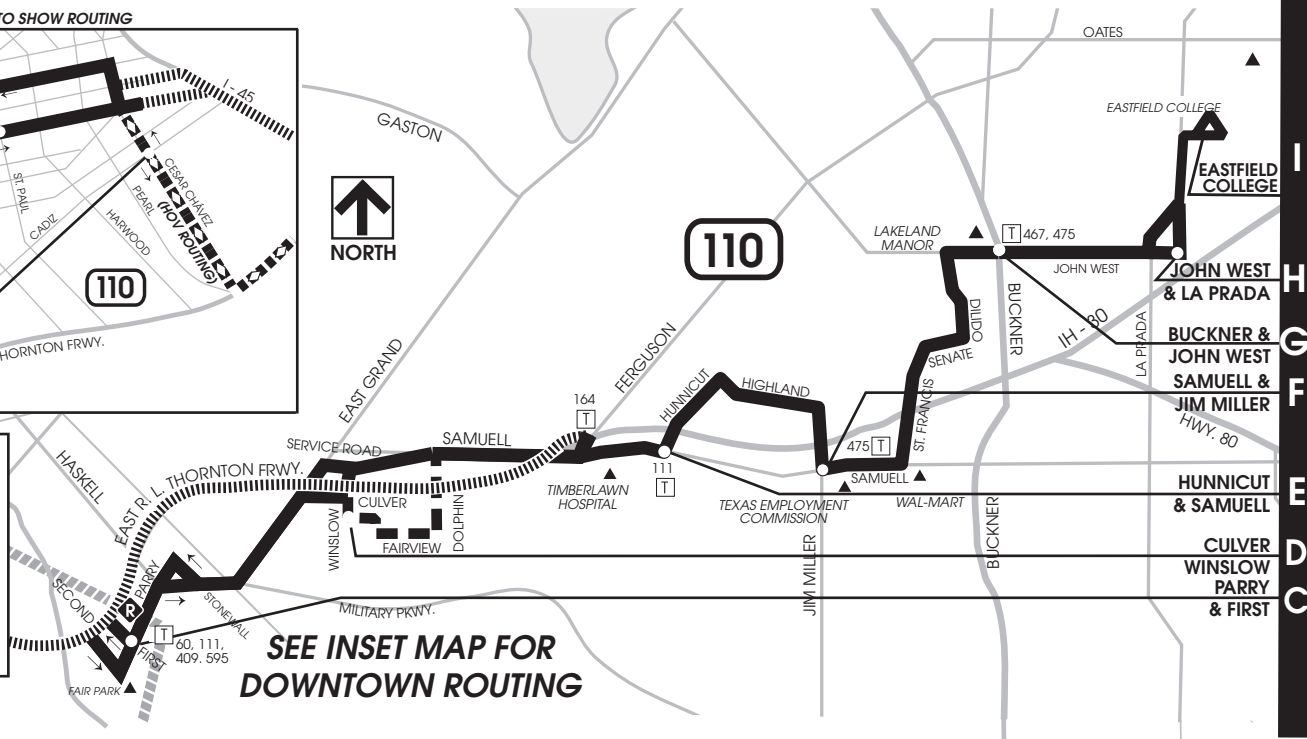 TO SHOW ROUTING
I - 45
ST. PAUL
CADIZ
HARWOOD
PEARL
CESAR CHÁVEZ
(HOV ROUTING)
110
HORNTON FRWY.
NORTH
GASTON
110
OATES
EASTFIELD COLLEGE
I
EASTFIELD
COLLEGE
LAKELAND
MANOR
T 467, 475
JOHN WEST
JOHN WEST
& LA PRADA
H
DILIDO
BUCKNER
IH - 30
LA PRADA
BUCKNER &
JOHN WEST
G
SENATE
SAMUELL &
JIM MILLER
F
HWY. 80
EAST GRAND
FERGUSON
164
T
HUNNICUT
HIGHLAND
ST. FRANCIS
SERVICE ROAD
SAMUELL
475 T
SAMUELL
WAL-MART
111
T
TIMBERLAWN
HOSPITAL
TEXAS EMPLOYMENT
COMMISSION
HUNNICUT
& SAMUELL
E
HASKELL
EAST R. L. THORNTON FRWY.
WINSLOW
CULVER
FAIRVIEW
DOLPHIN
JIM MILLER
BUCKNER
CULVER
WINSLOW
D
PARRY
& FIRST
C
SECOND
PARRY
R
STONEWALL
MILITARY PKWY.
FIRST
T 60, 111,
409. 595
FAIR PARK
SEE INSET MAP FOR
DOWNTOWN ROUTING